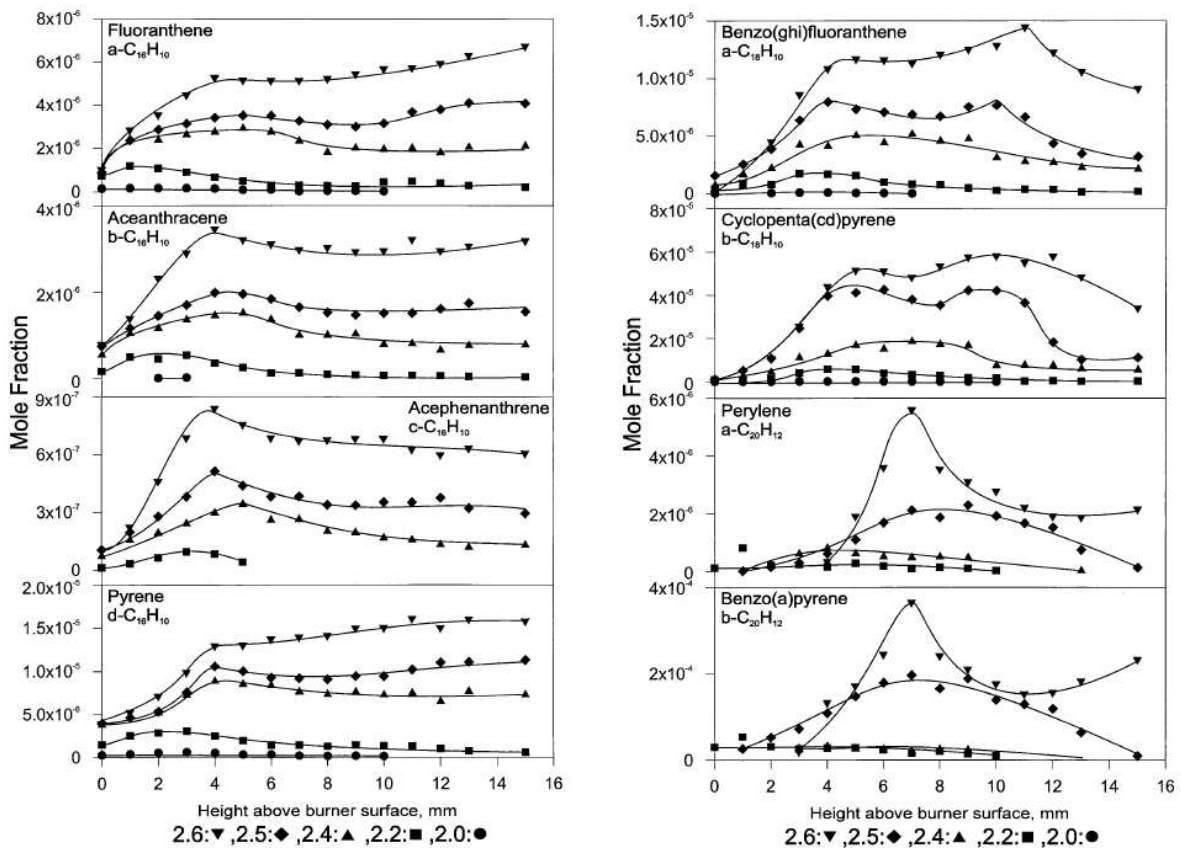 Mole Fraction
8x10⁻⁶
6x10⁻⁶
4x10⁻⁶
2x10⁻⁶
0
Fluoranthene
a-C₁₆H₁₀
4x10⁻⁶
2x10⁻⁶
0
Aceanthracene
b-C₁₆H₁₀
9x10⁻⁷
6x10⁻⁷
3x10⁻⁷
0
Acephenanthrene
c-C₁₆H₁₀
2.0x10⁻⁵
1.5x10⁻⁵
1.0x10⁻⁵
5.0x10⁻⁶
0
Pyrene
d-C₁₆H₁₀
0 2 4 6 8 10 12 14 16
Height above burner surface, mm
2.6:▼,2.5:◆,2.4:▲,2.2:■,2.0:●
Mole Fraction
1.5x10⁻⁵
1.0x10⁻⁵
5.0x10⁻⁶
0
Benzo(ghi)fluoranthene
a-C₁₈H₁₀
8x10⁻⁵
4x10⁻⁵
2x10⁻⁵
0
Cyclopenta(cd)pyrene
b-C₁₈H₁₀
6x10⁻⁶
4x10⁻⁶
2x10⁻⁶
0
Perylene
a-C₂₀H₁₂
4x10⁻⁴
2x10⁻⁴
0
Benzo(a)pyrene
b-C₂₀H₁₂
0 2 4 6 8 10 12 14 16
Height above burner surface, mm
2.6:▼,2.5:◆,2.4:▲,2.2:■,2.0:●